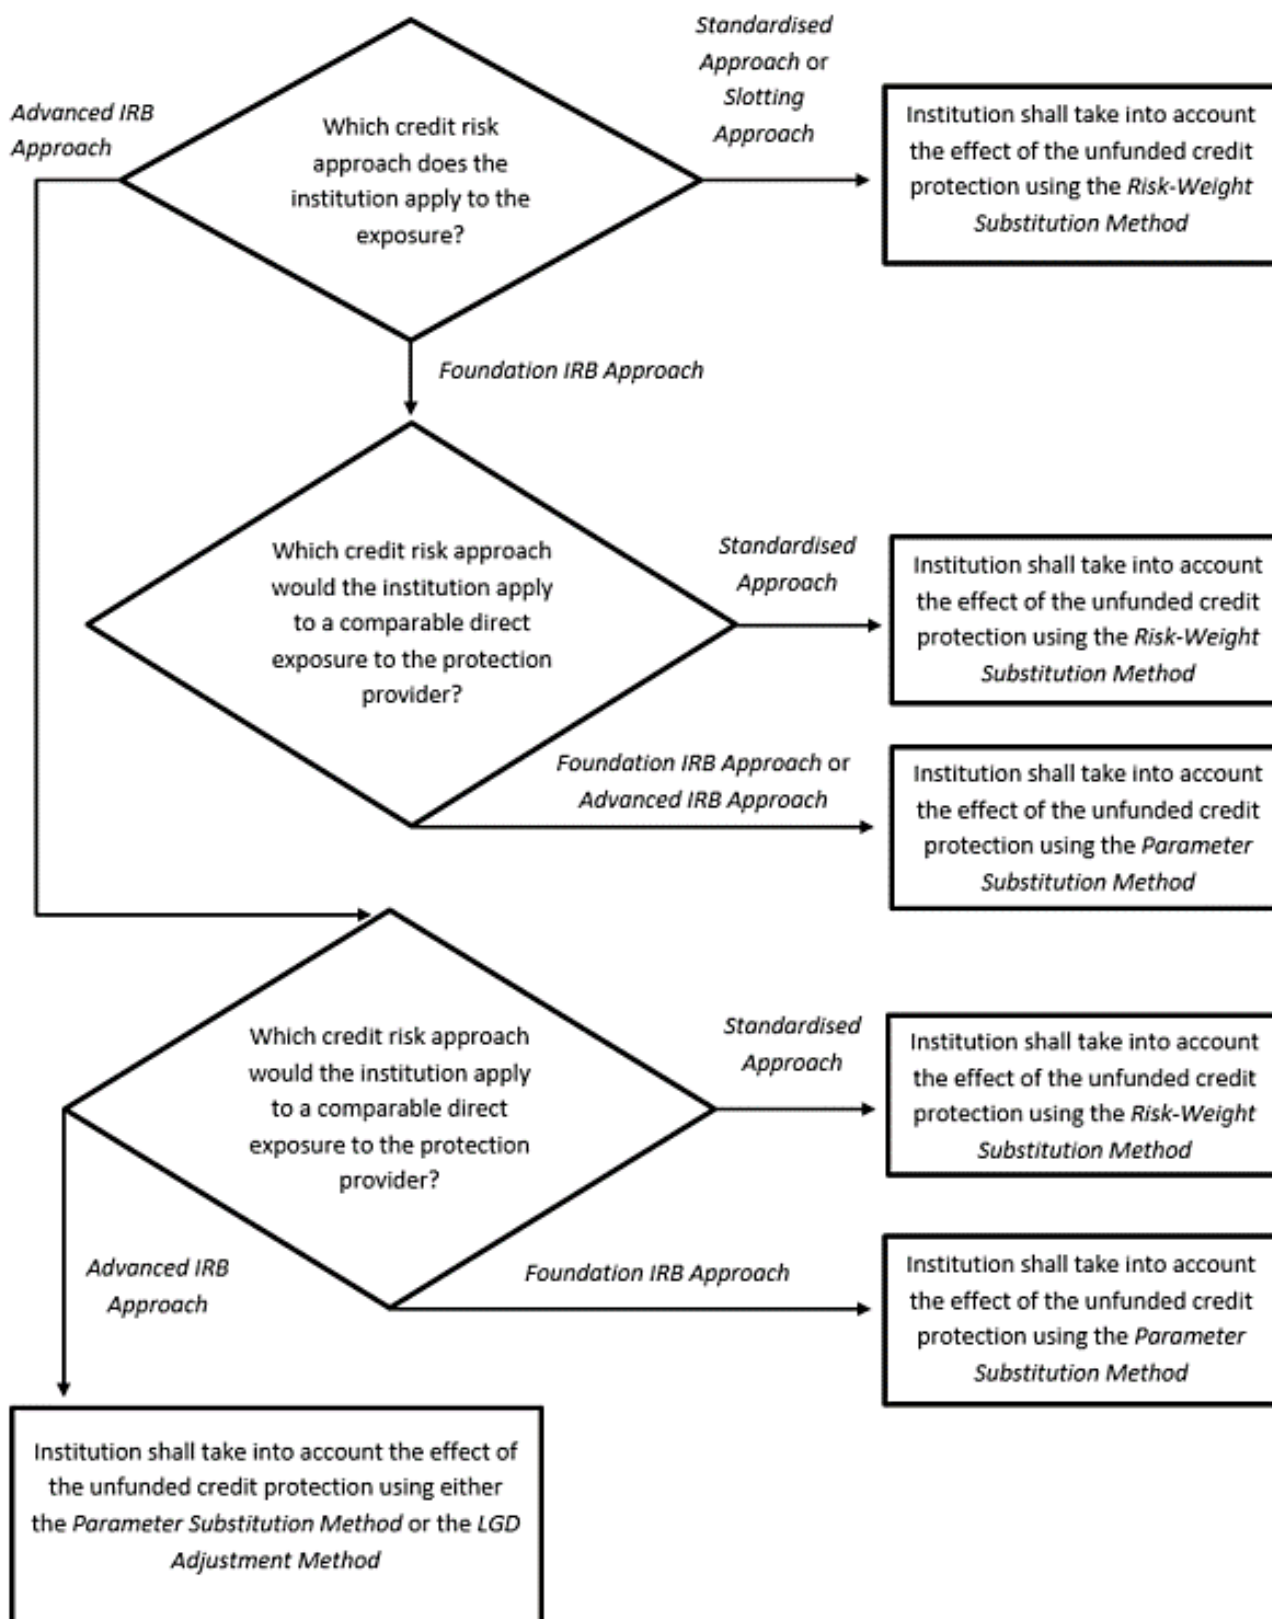 Standardised
Approach or
Slotting
Approach
Advanced IRB
Approach
Which credit risk
approach does the
institution apply to the
exposure?
Institution shall take into account
the effect of the unfunded credit
protection using the Risk-Weight
Substitution Method
Foundation IRB Approach
Which credit risk approach
would the institution apply
to a comparable direct
exposure to the protection
provider?
Standardised
Approach
Institution shall take into account
the effect of the unfunded credit
protection using the Risk-Weight
Substitution Method
Foundation IRB Approach or
Advanced IRB Approach
Institution shall take into account
the effect of the unfunded credit
protection using the Parameter
Substitution Method
Which credit risk approach
would the institution apply
to a comparable direct
exposure to the protection
provider?
Standardised
Approach
Institution shall take into account
the effect of the unfunded credit
protection using the Risk-Weight
Substitution Method
Advanced IRB
Approach
Foundation IRB Approach
Institution shall take into account
the effect of the unfunded credit
protection using the Parameter
Substitution Method
Institution shall take into account the effect of
the unfunded credit protection using either
the Parameter Substitution Method or the LGD
Adjustment Method